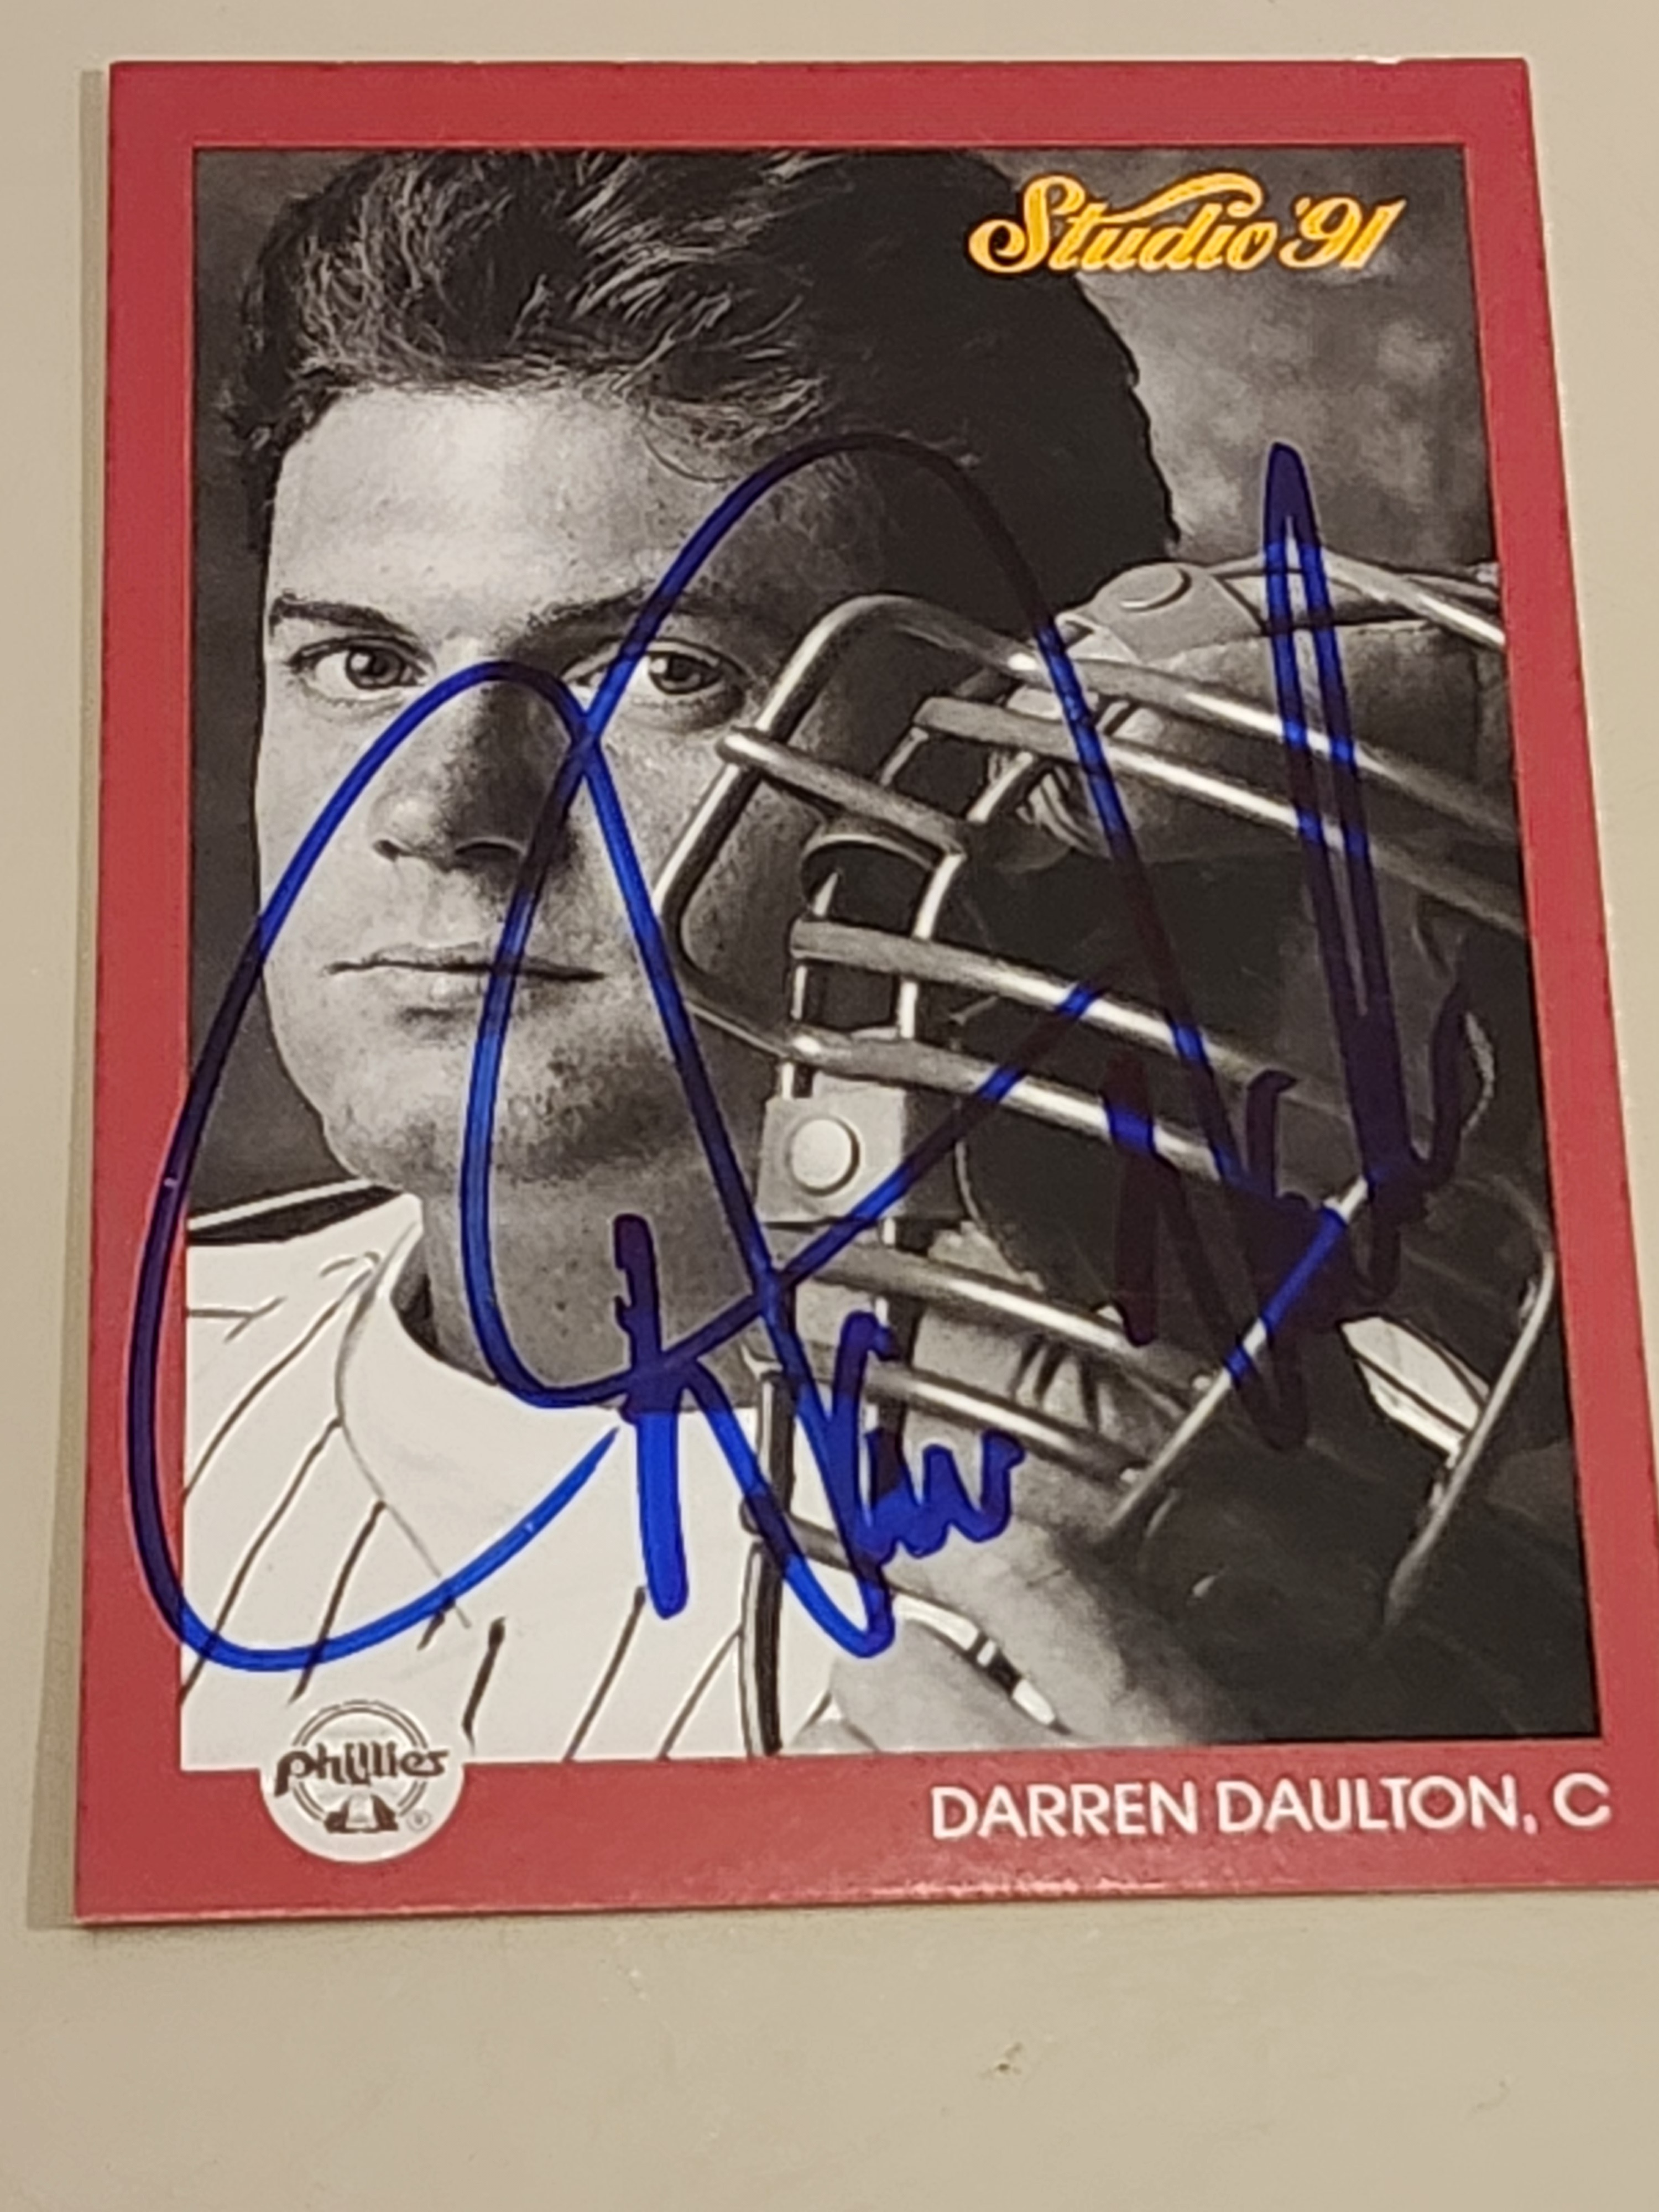 Studio '91
phillies
DARREN DAULTON, C